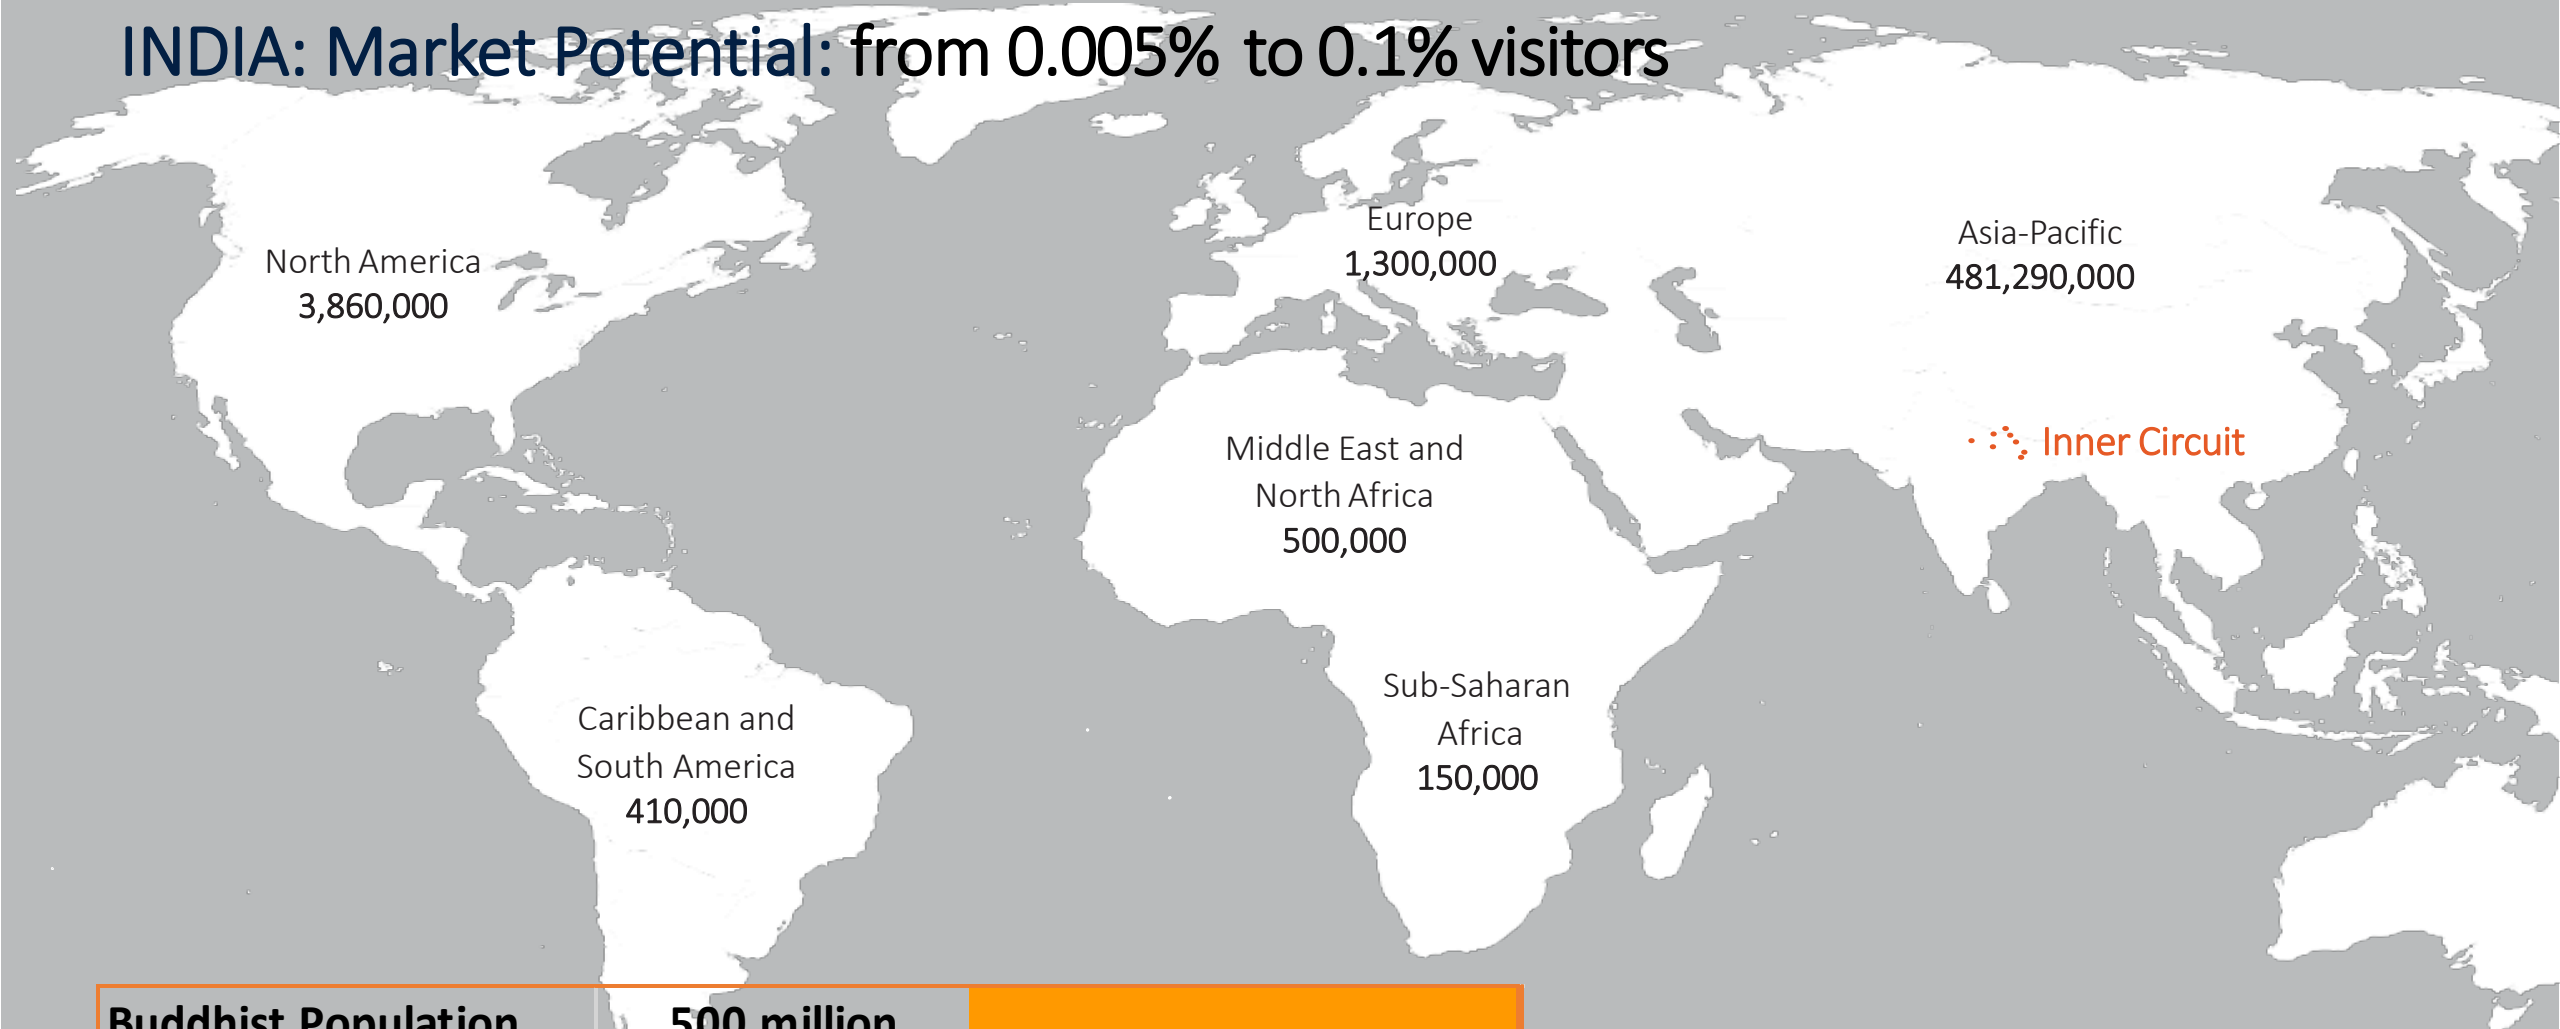 INDIA: Market Potential: from 0.005% to 0.1% visitors
North America
3,860,000
Europe
1,300,000
Asia-Pacific
481,290,000
Inner Circuit
Middle East and
North Africa
500,000
Caribbean and
South America
410,000
Sub-Saharan
Africa
150,000
Buddhist Population 500 million